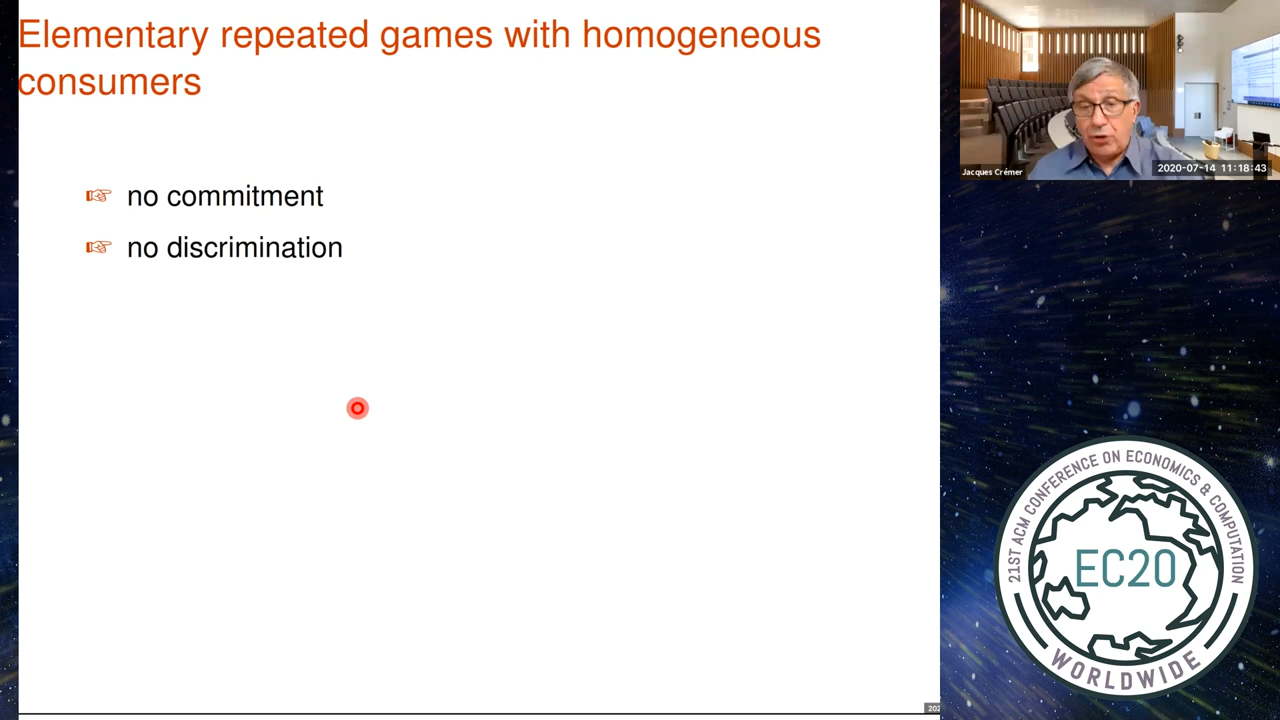 Elementary repeated games with homogeneous
consumers
no commitment
no discrimination
Jacques Crémer
2020-07-14 11:18:43
21ST ACM CONFERENCE ON ECONOMICS & COMPUTATION
EC20
WORLDWIDE